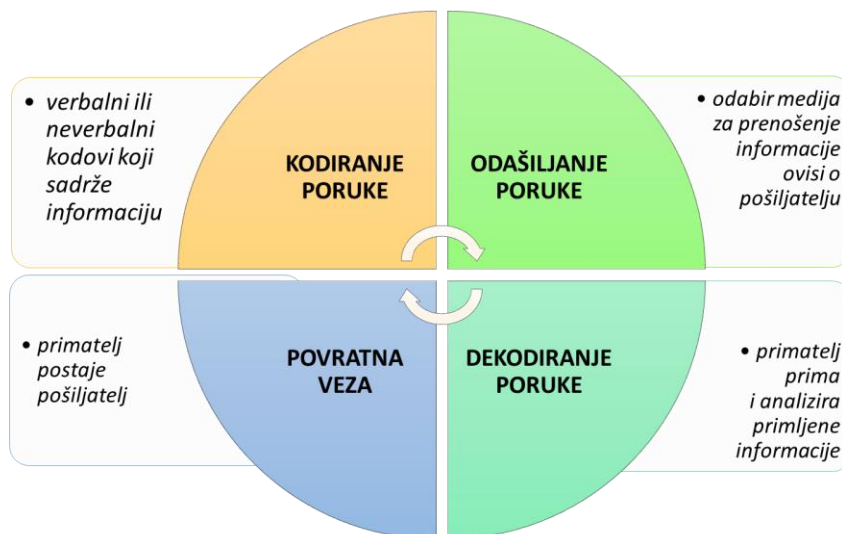 • verbalni ili
neverbalni
kodovi koji
sadrže
informaciju
KODIRANJE
PORUKE
ODAŠILJANJE
PORUKE
• odabir medija
za prenošenje
informacije
ovisi o
pošiljatelju
• primatelj
postaje
pošiljatelj
POVRATNA
VEZA
DEKODIRANJE
PORUKE
• primatelj
prima
i analizira
primljene
informacije